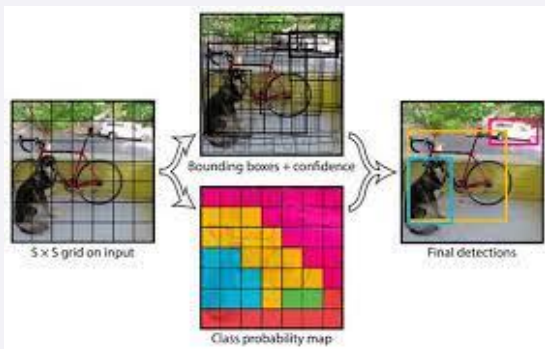 S × S grid on input
Bounding boxes + confidence
Class probability map
Final detections